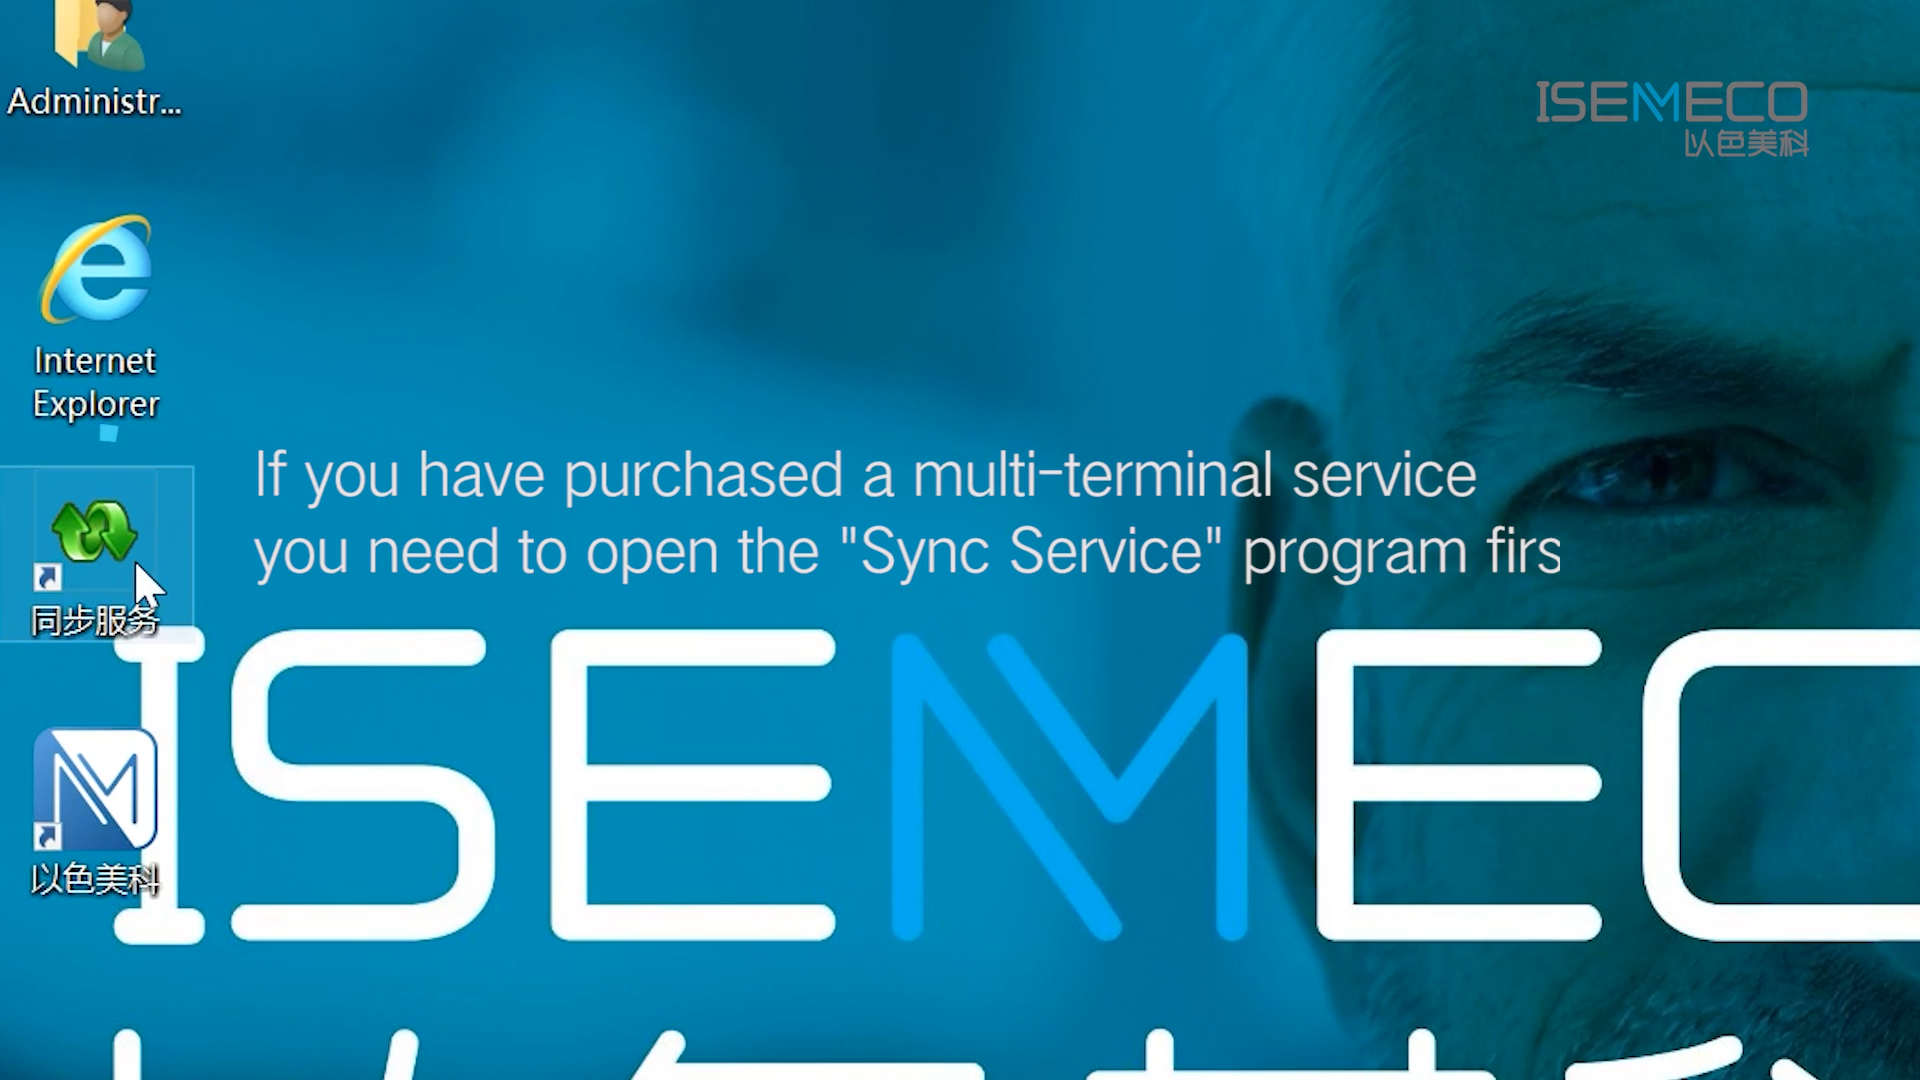 Administr...
ISEMECO
以色美科
Internet
Explorer
If you have purchased a multi-terminal service
you need to open the "Sync Service" program firs
同步服务
ISEMEC
以色美科